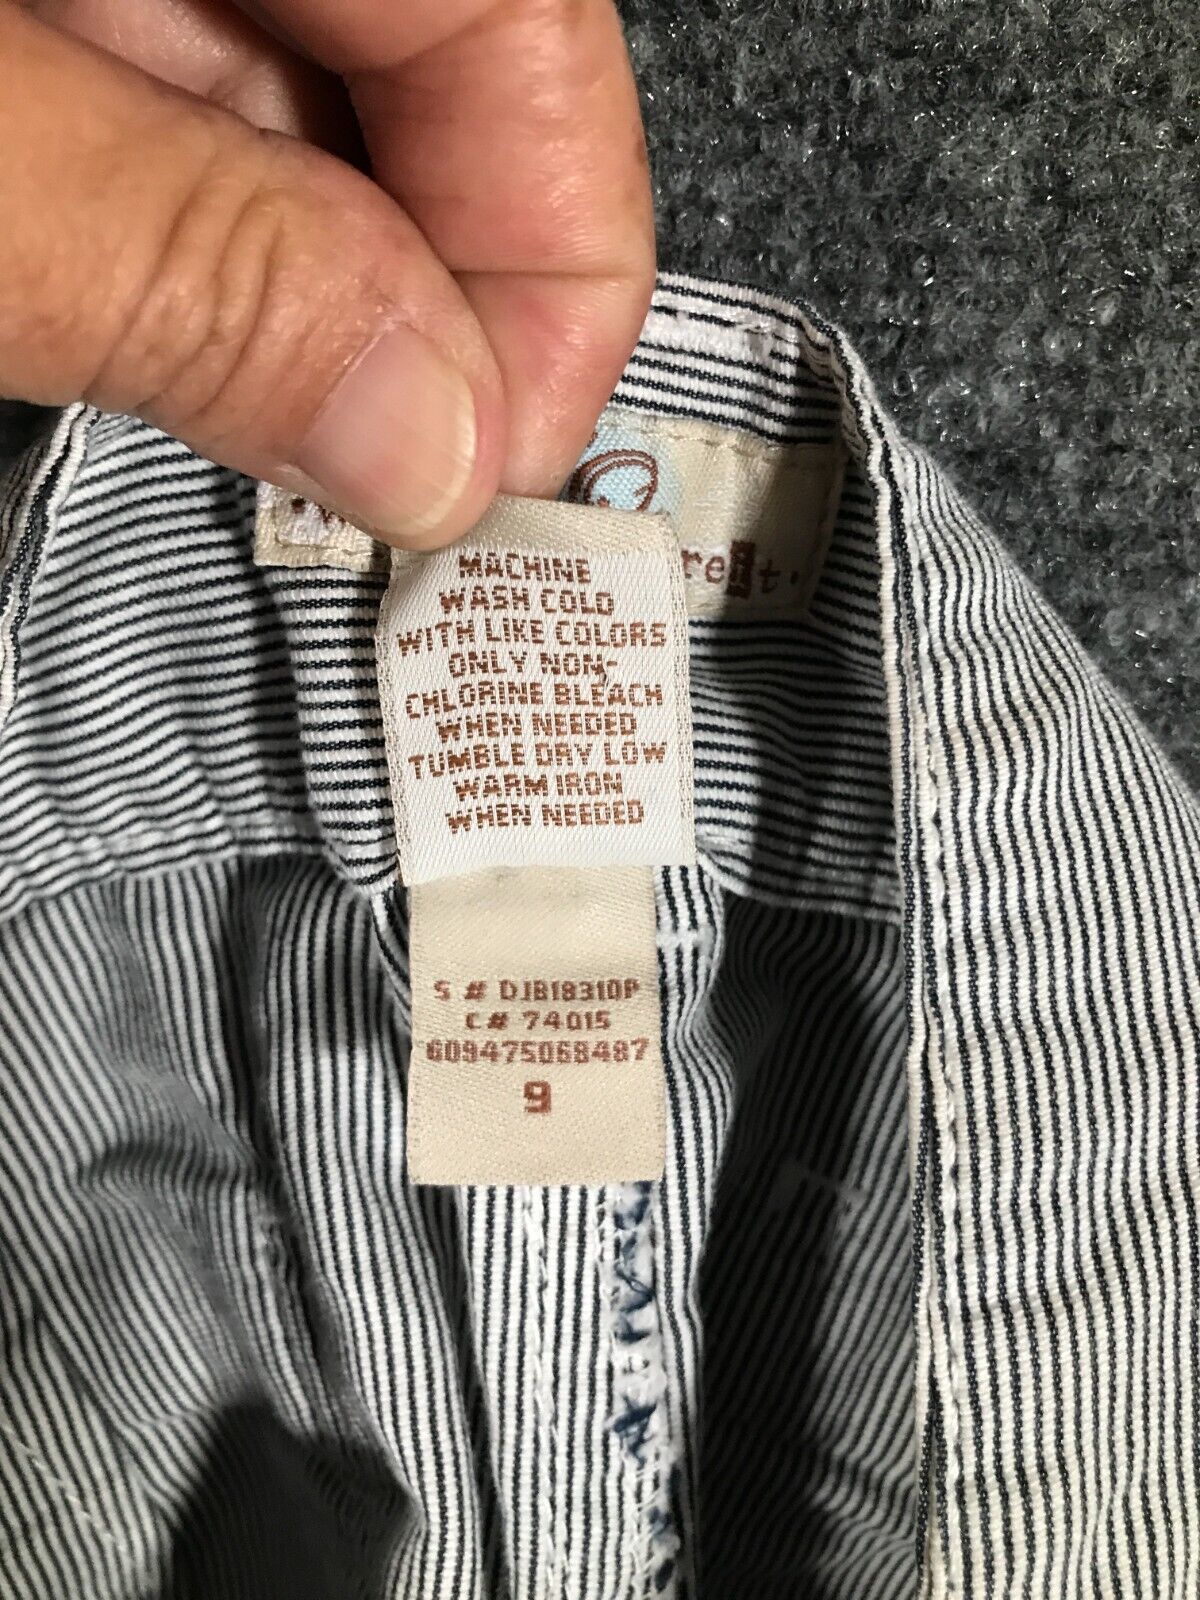 MACHINE
WASH COLD
WITH LIKE COLORS
ONLY NON-
CHLORINE BLEACH
WHEN NEEDED
TUMBLE DRY LOW
WARM IRON
WHEN NEEDED
S # DJB18310P
C# 74015
609475068487
9